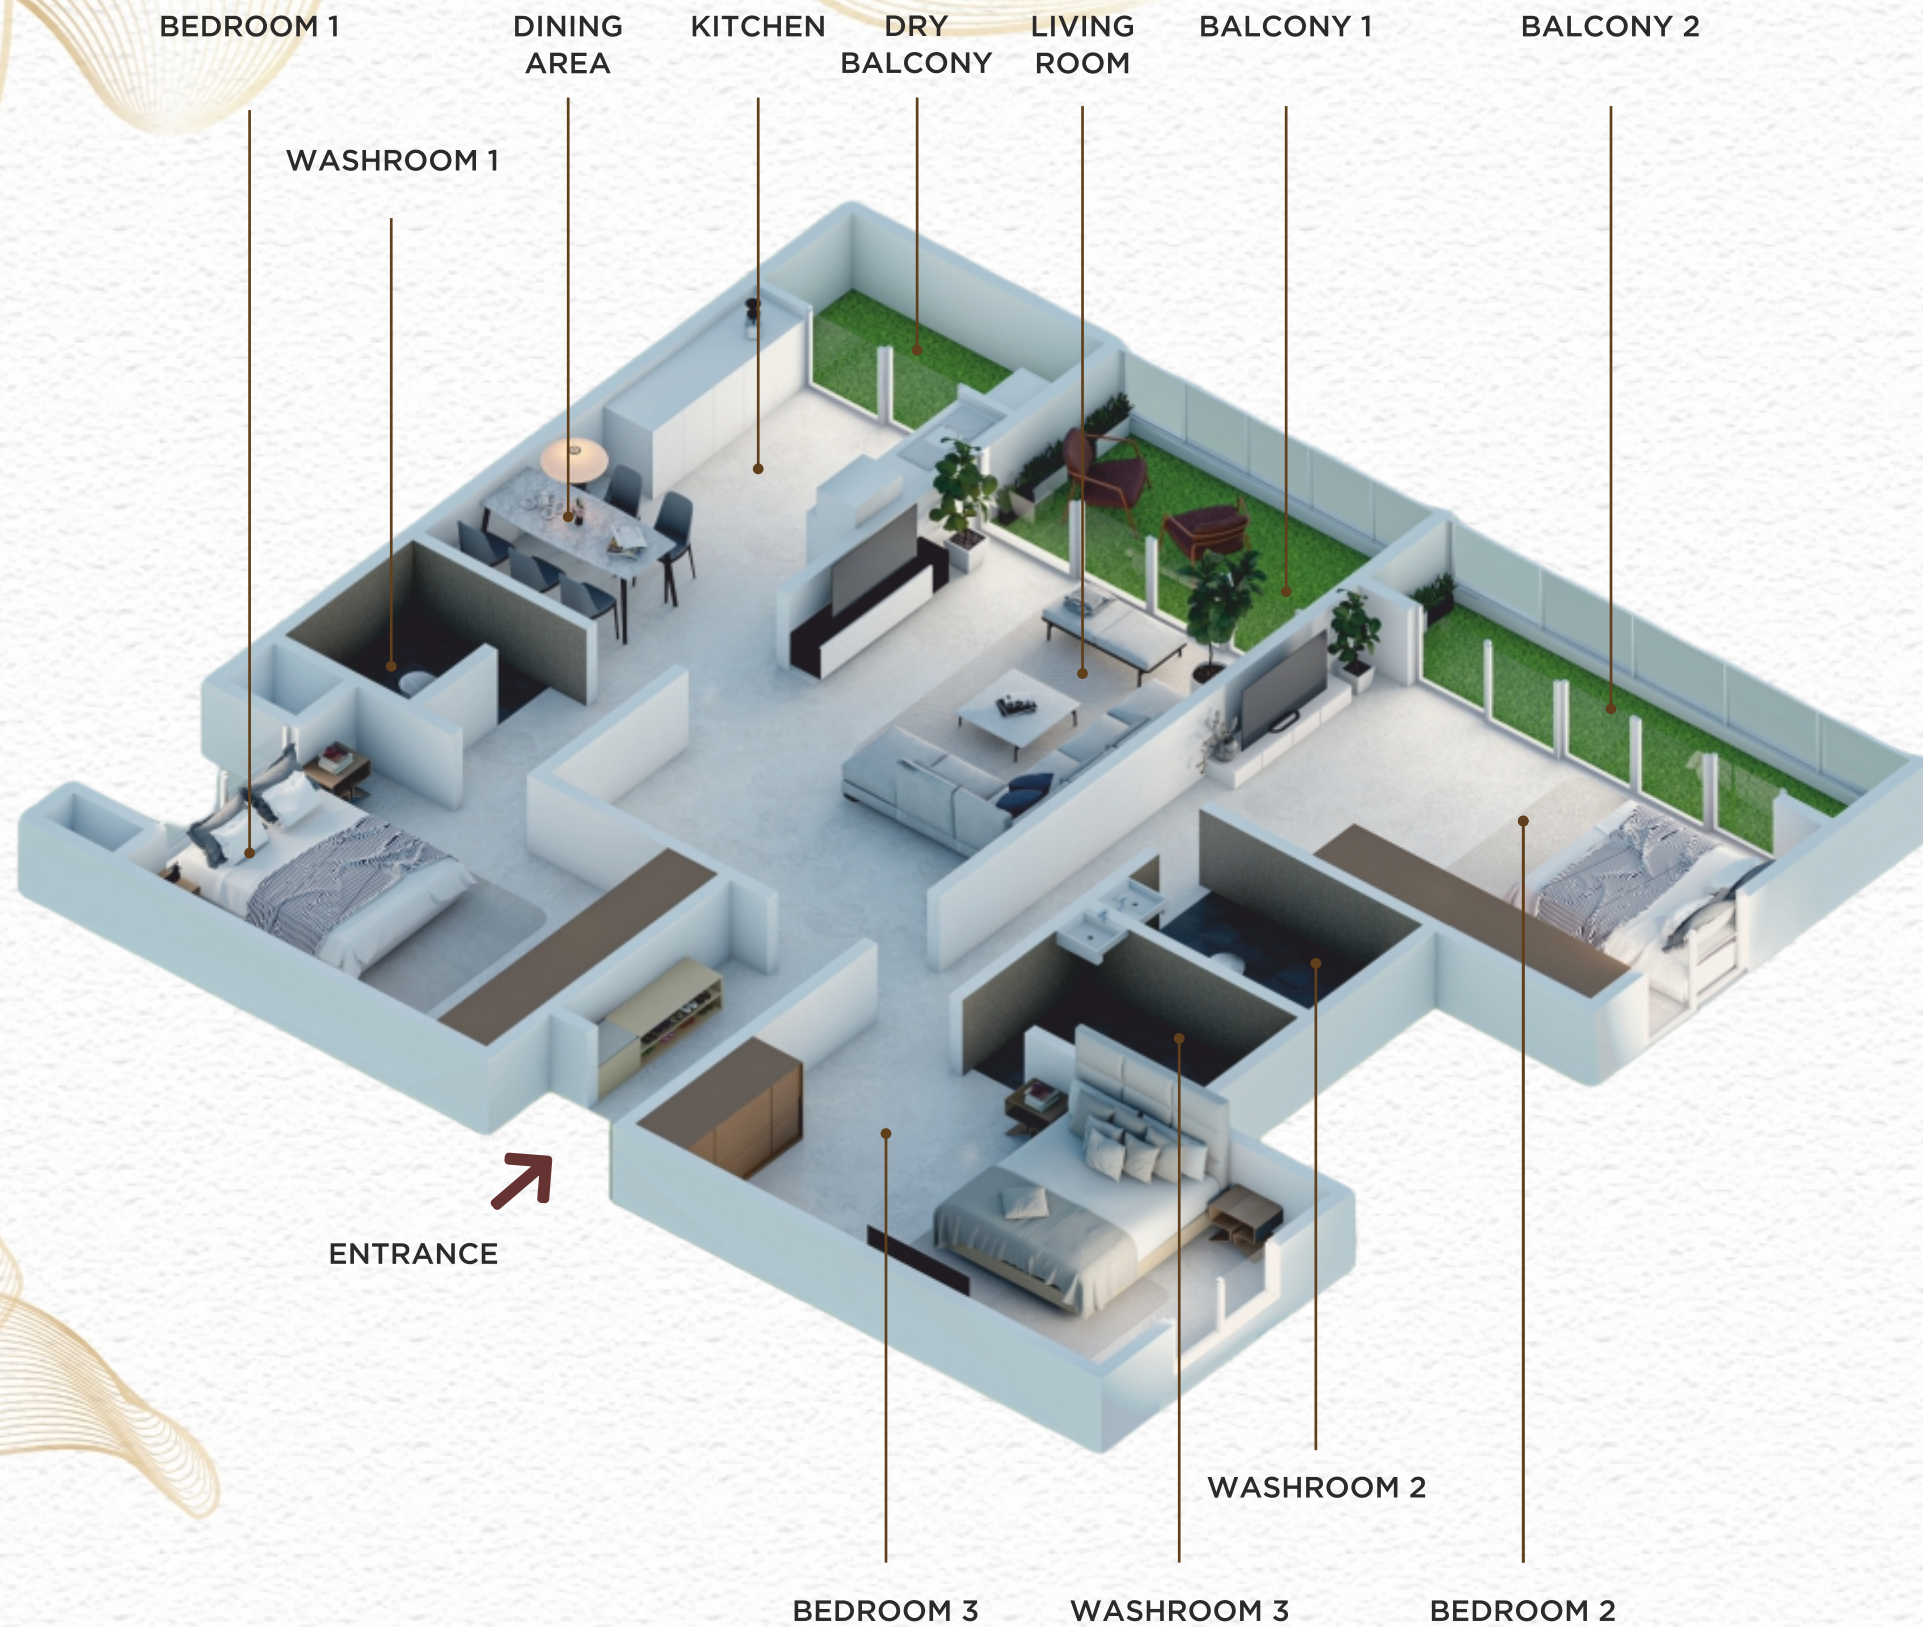 BEDROOM 1
DINING
AREA
KITCHEN
DRY
BALCONY
LIVING
ROOM
BALCONY 1
BALCONY 2
WASHROOM 1
ENTRANCE
WASHROOM 2
BEDROOM 3
WASHROOM 3
BEDROOM 2